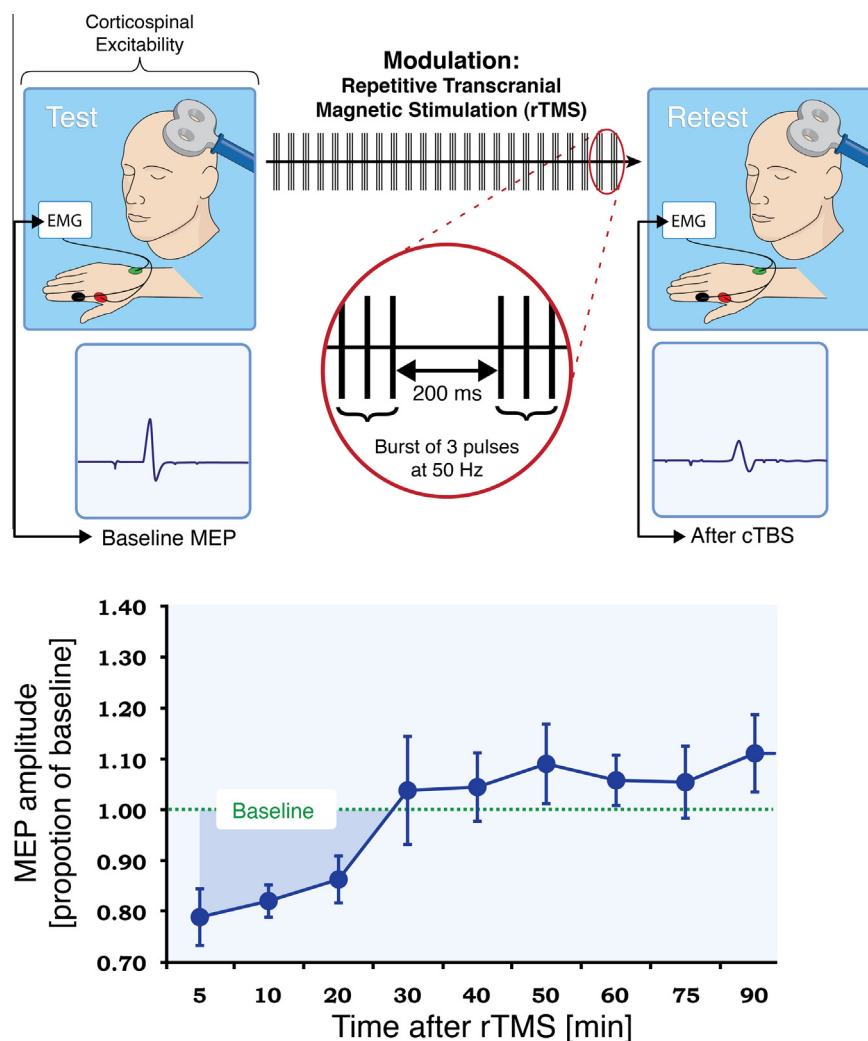 Corticospinal
Excitability
Modulation:
Repetitive Transcranial
Magnetic Stimulation (rTMS)
Test
Retest
EMG
EMG
200 ms
Burst of 3 pulses
at 50 Hz
Baseline MEP
After cTBS
MEP amplitude
[propotion of baseline]
1.40
1.30
1.20
1.10
1.00
0.90
0.80
0.70
Baseline
5 10 20 30 40 50 60 75 90
Time after rTMS [min]